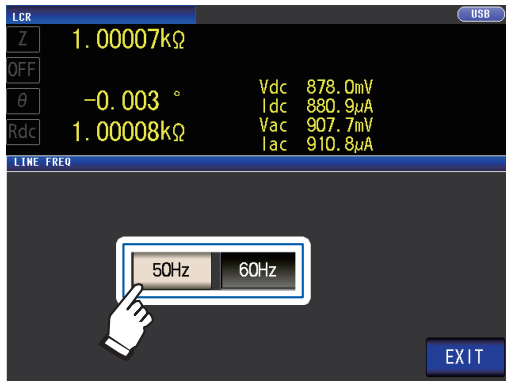 LCR USB
Z 1.00007kΩ
OFF
θ -0.003 °
Rdc 1.00008kΩ
Vdc 878.0mV
Idc 880.9μA
Vac 907.7mV
Iac 910.8μA
LINE FREQ
50Hz 60Hz
EXIT